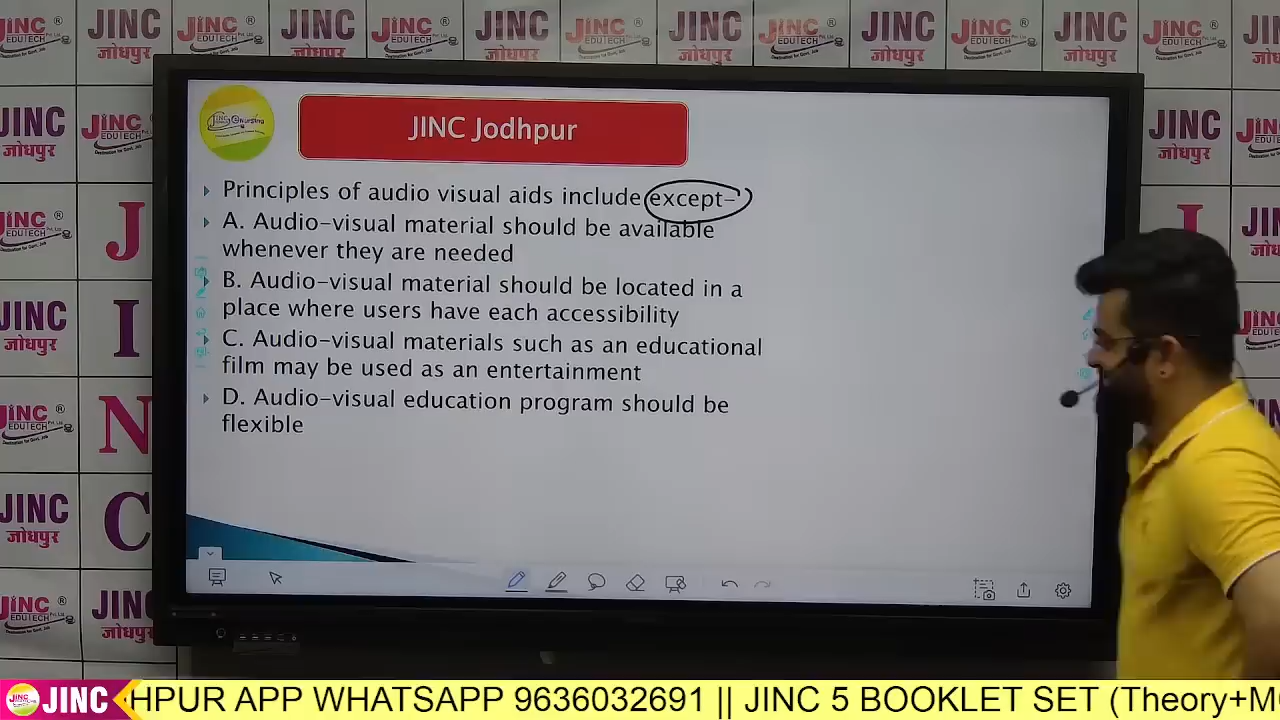 JINC
EDUTECH
Pvt. Ltd.
जोधपुर
JINC Jodhpur
Principles of audio visual aids include except-
A. Audio-visual material should be available
whenever they are needed
B. Audio-visual material should be located in a
place where users have each accessibility
C. Audio-visual materials such as an educational
film may be used as an entertainment
D. Audio-visual education program should be
flexible
J
I
N
C
JINC
HPUR APP WHATSAPP 9636032691 || JINC 5 BOOKLET SET (Theory+M